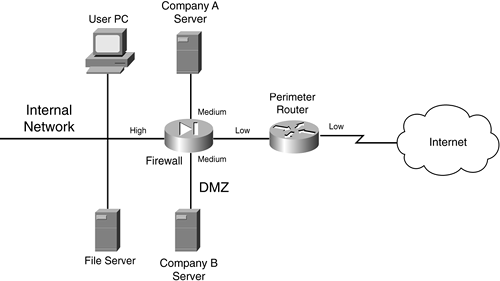 User PC
Company A
Server
Internal
Network
High
Medium
Firewall
Medium
Low
Perimeter
Router
Low
Internet
DMZ
File Server
Company B
Server